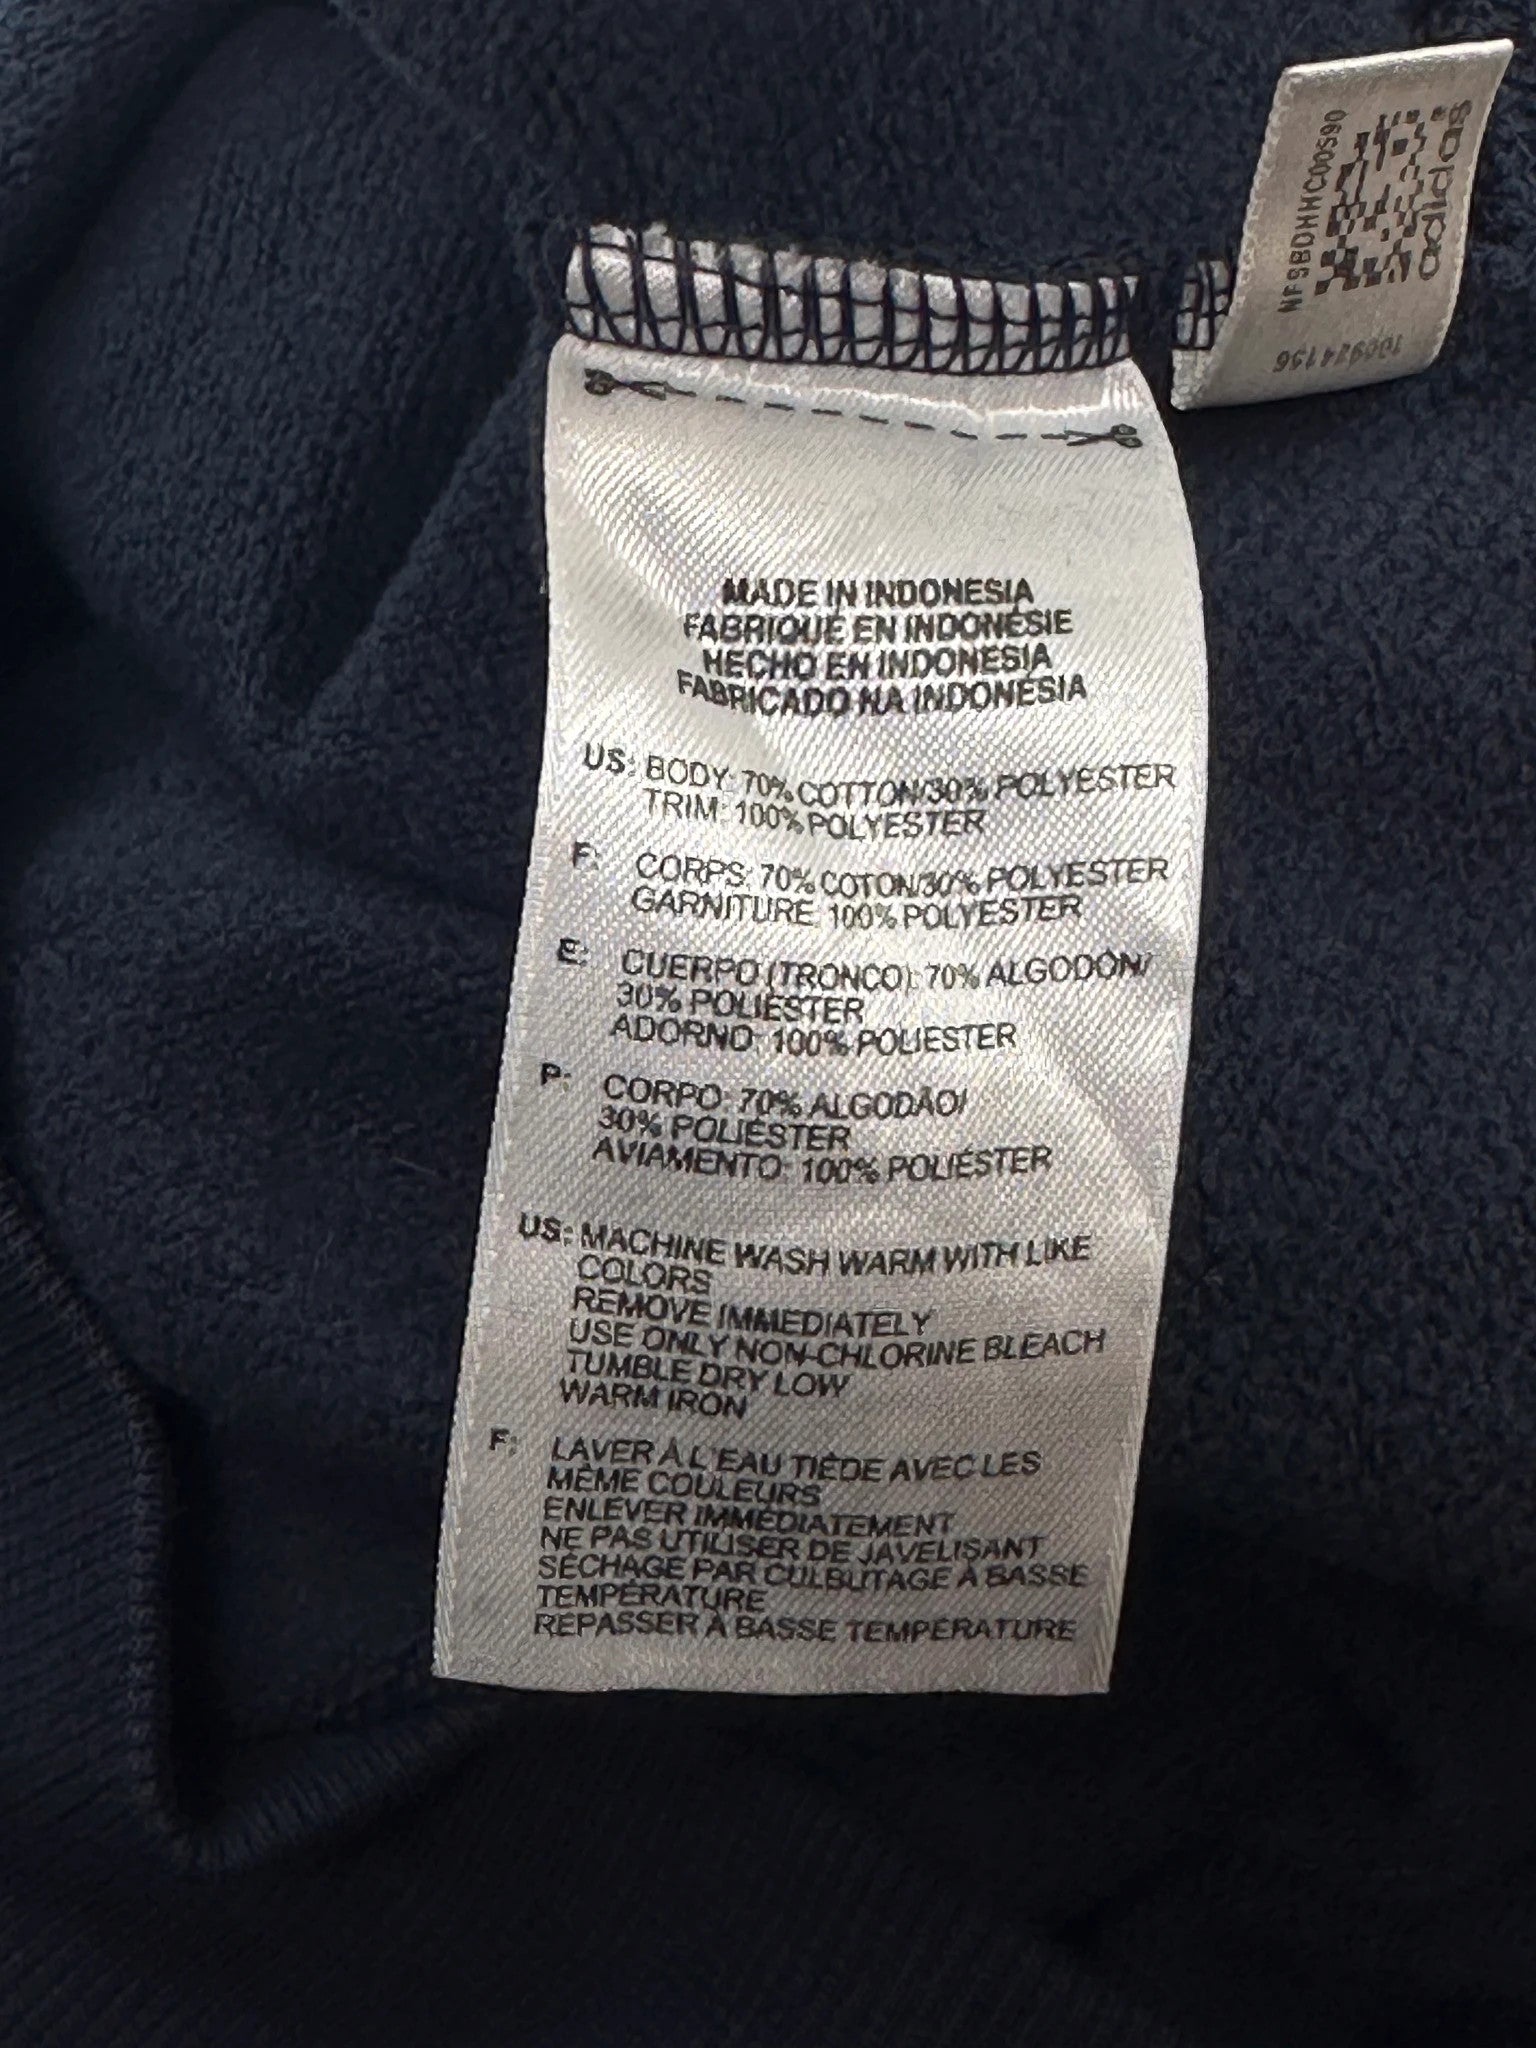 adidas
NF9BDHHC00S90
100924156
MADE IN INDONESIA
FABRIQUE EN INDONÉSIE
HECHO EN INDONESIA
FABRICADO NA INDONÉSIA
US: BODY: 70% COTTON/30% POLYESTER
TRIM: 100% POLYESTER
F: CORPS: 70% COTON/30% POLYESTER
GARNITURE: 100% POLYESTER
E: CUERPO (TRONCO): 70% ALGODÓN/
30% POLIÉSTER
ADORNO: 100% POLIÉSTER
P: CORPO: 70% ALGODÃO/
30% POLIÉSTER
AVIAMENTO: 100% POLIÉSTER
US: MACHINE WASH WARM WITH LIKE
COLORS
REMOVE IMMEDIATELY
USE ONLY NON-CHLORINE BLEACH
TUMBLE DRY LOW
WARM IRON
F: LAVER À L'EAU TIÈDE AVEC LES
MÊME COULEURS
ENLEVER IMMÉDIATEMENT
NE PAS UTILISER DE JAVELISANT
SÉCHAGE PAR CULBUTAGE À BASSE
TEMPÉRATURE
REPASSER À BASSE TEMPÉRATURE